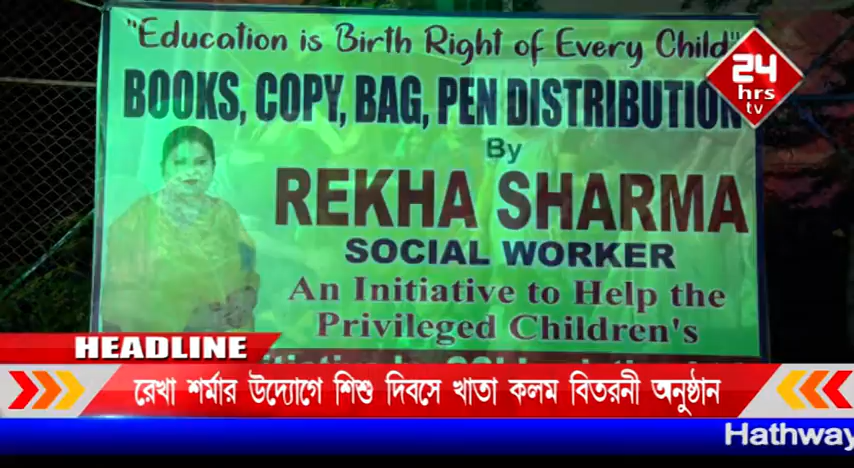 "Education is Birth Right of Every Child"
24
hrs
tv
BOOKS, COPY, BAG, PEN DISTRIBUTION
By
REKHA SHARMA
SOCIAL WORKER
An Initiative to Help the
Privileged Children's
HEADLINE
রেখা শর্মার উদ্যোগে শিশু দিবসে খাতা কলম বিতরনী অনুষ্ঠান
Hathway